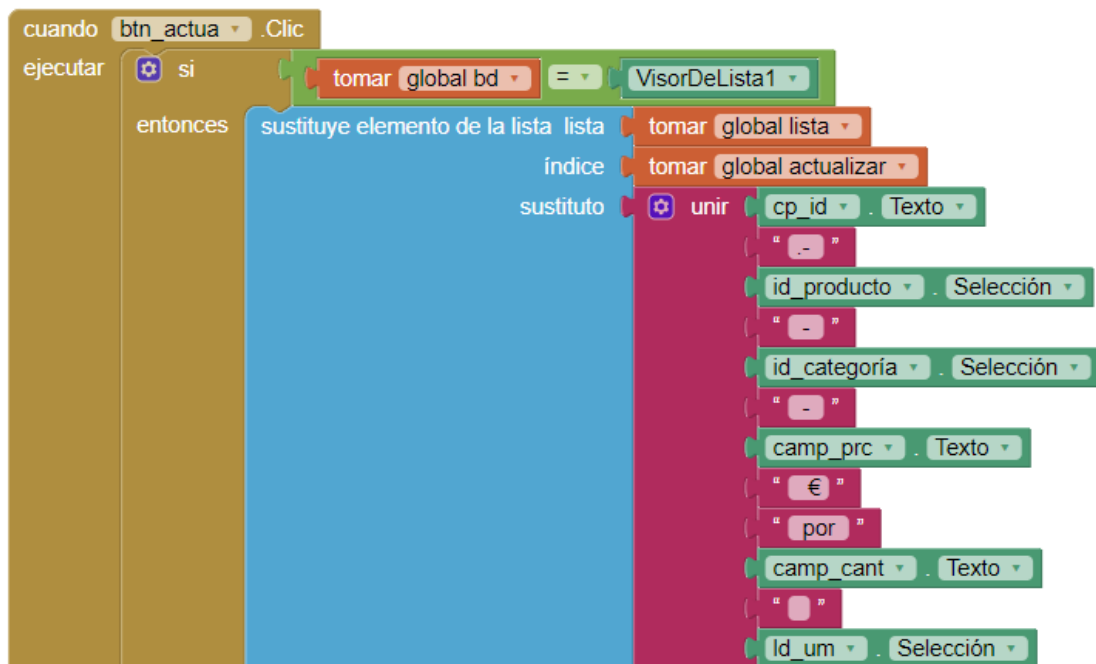 cuando btn_actua .Clic
ejecutar si tomar global bd = VisorDeLista1
entonces sustituye elemento de la lista lista tomar global lista
índice tomar global actualizar
sustituto unir cp_id . Texto
“ .- ”
id_producto . Selección
“ - ”
id_categoría . Selección
“ - ”
camp_prc . Texto
“ € ”
“ por ”
camp_cant . Texto
“ ”
ld_um . Selección